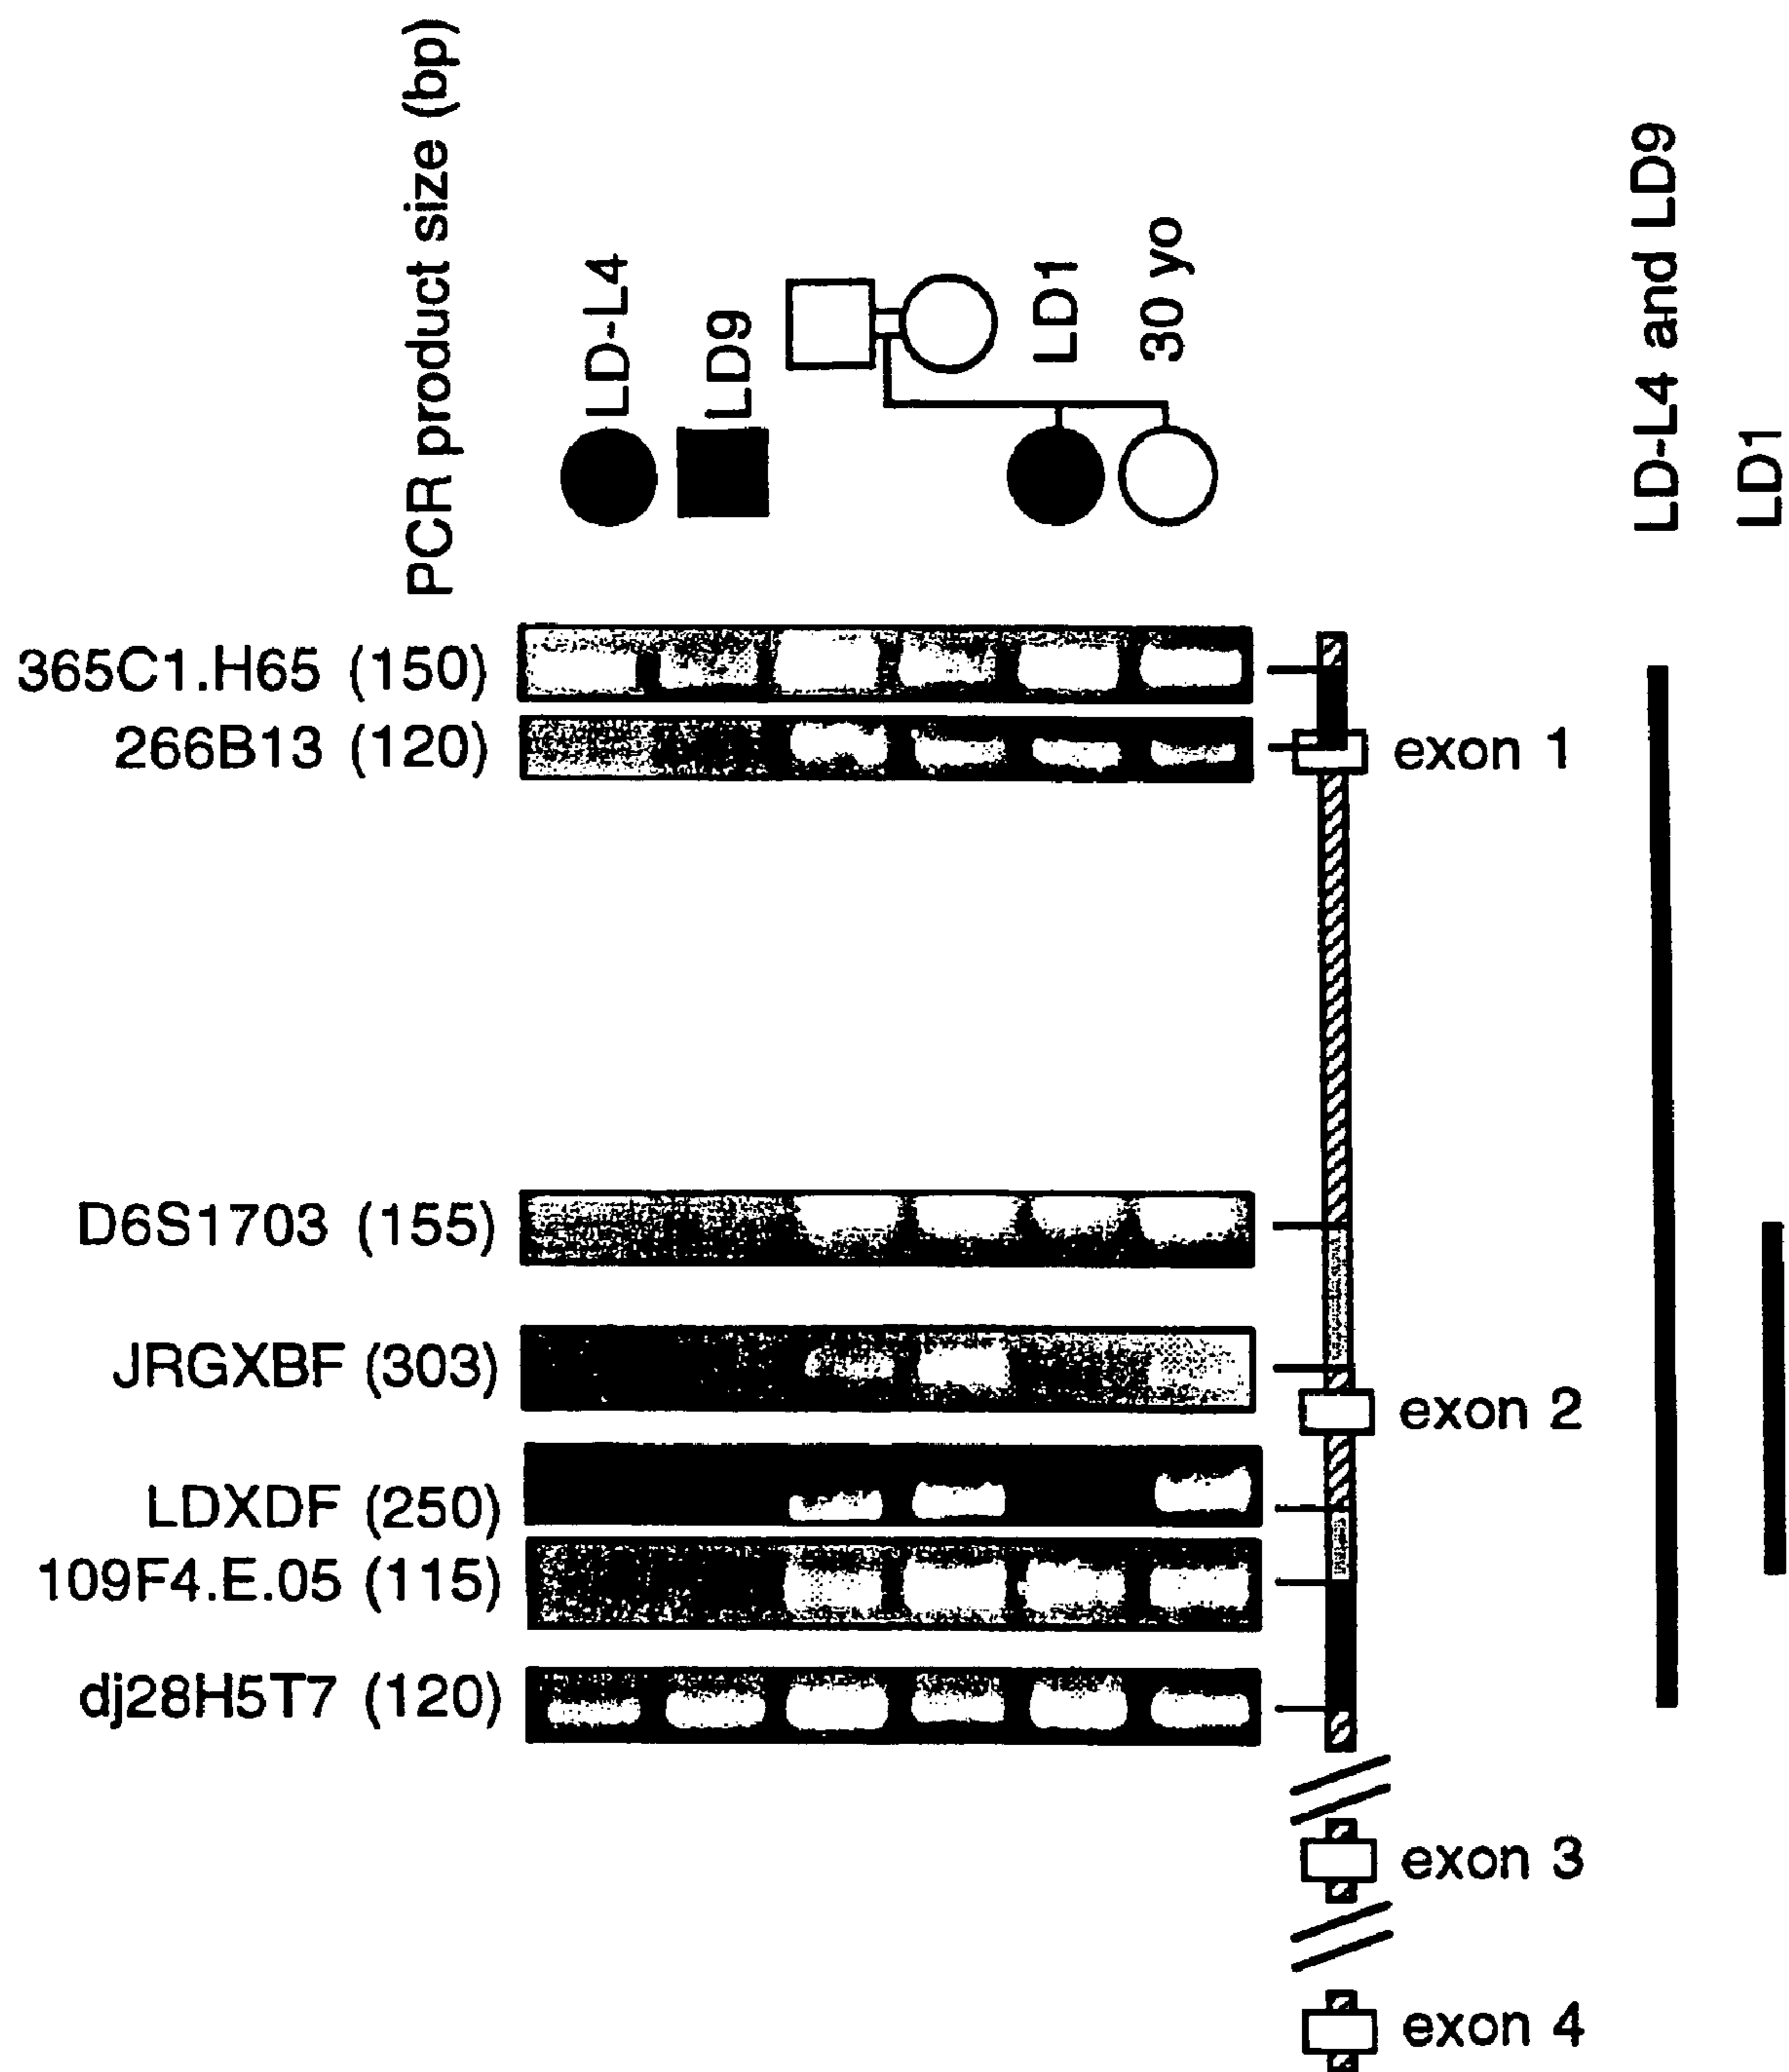 PCR product size (bp)
LD-L4
LD9
LD1
30 yo
LD-L4 and LD9
LD1
365C1.H65 (150)
266B13 (120)
exon 1
D6S1703 (155)
JRGXBF (303)
exon 2
LDXDF (250)
109F4.E.05 (115)
dj28H5T7 (120)
exon 3
exon 4